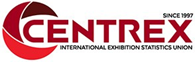 SINCE 1997
CENTREX
INTERNATIONAL EXHIBITION STATISTICS UNION